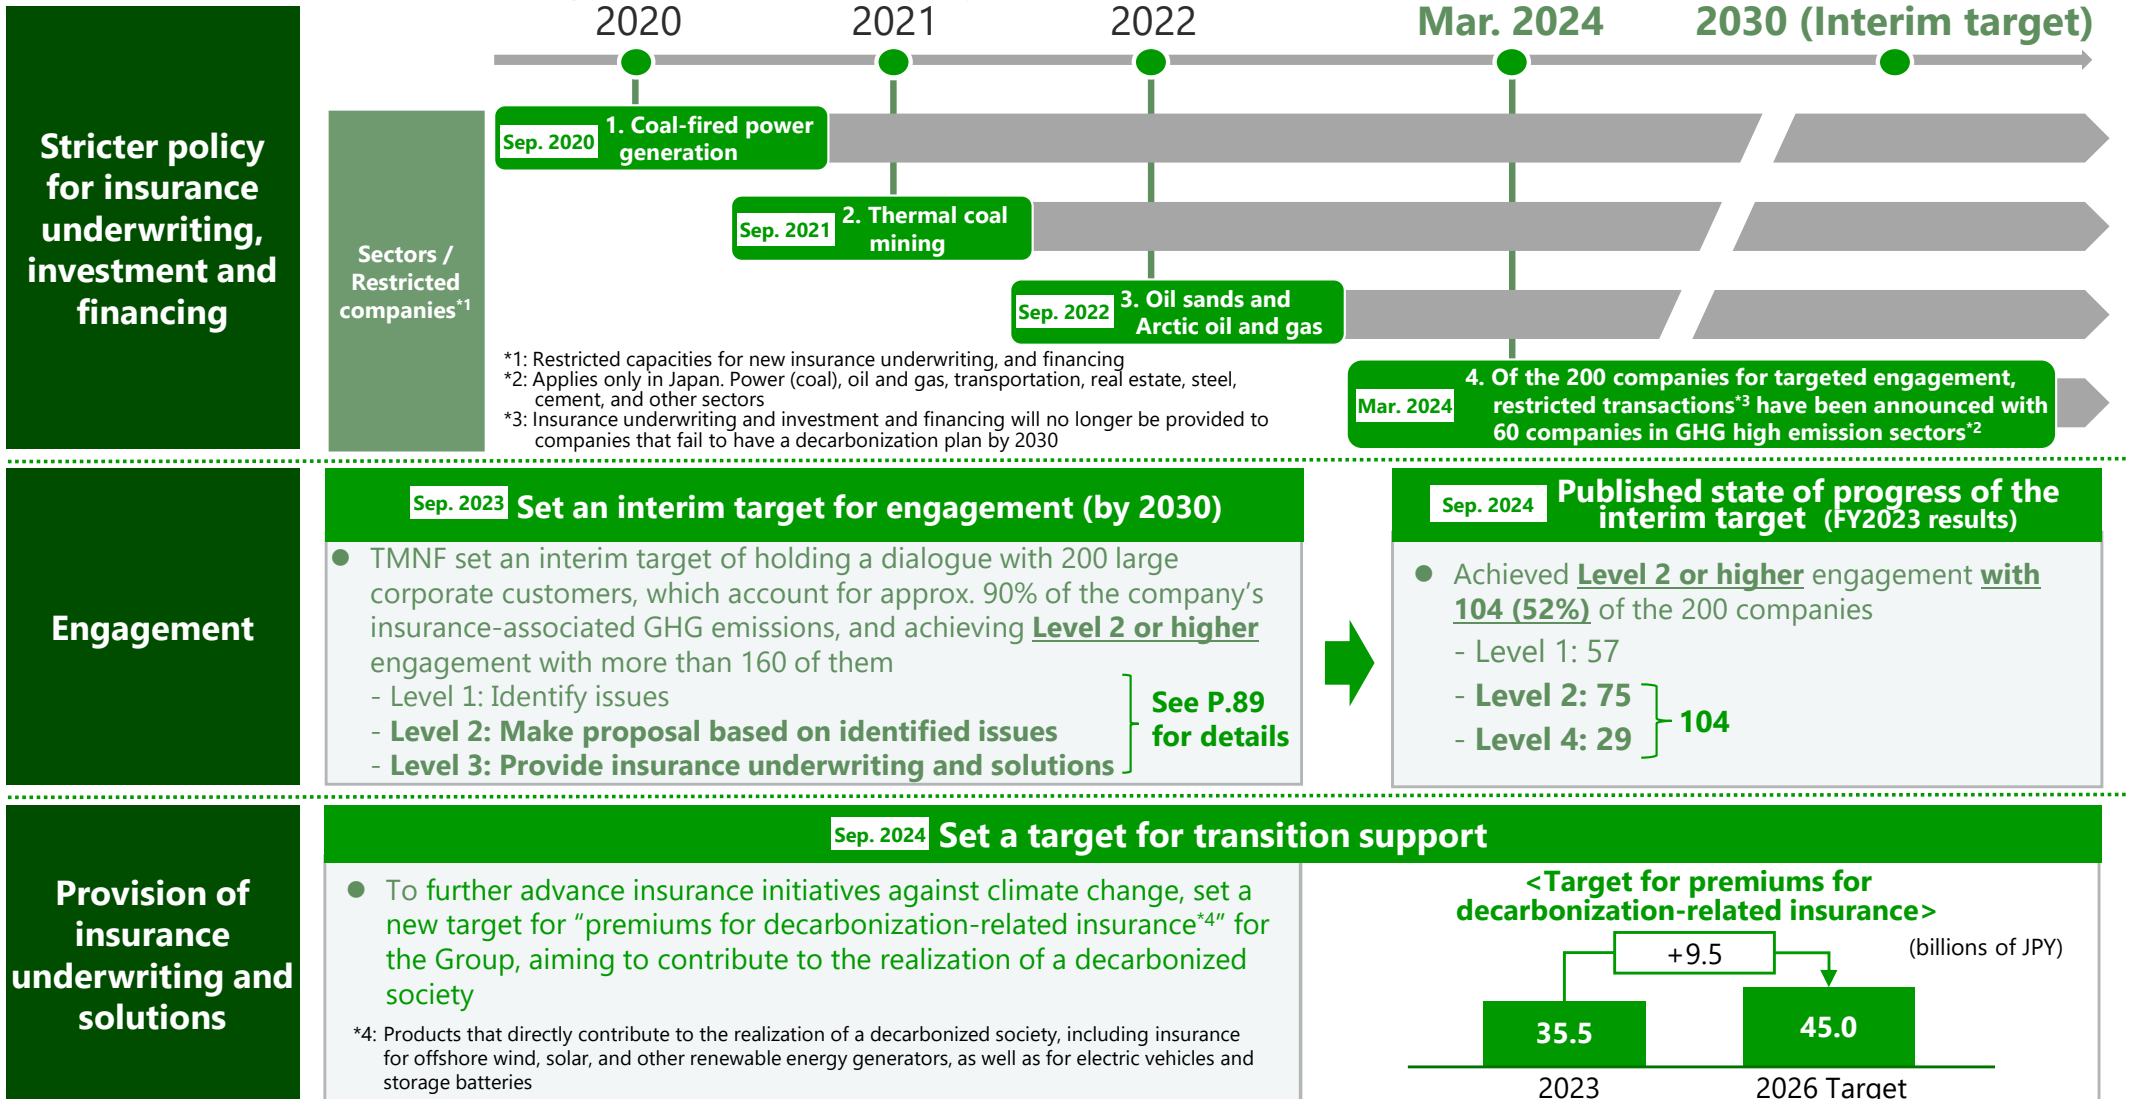 2020
2021
2022
Mar. 2024
2030 (Interim target)
Stricter policy
for insurance
underwriting,
investment and
financing
Sectors /
Restricted
companies*1
Sep. 2020
1. Coal-fired power
generation
Sep. 2021
2. Thermal coal
mining
Sep. 2022
3. Oil sands and
Arctic oil and gas
Mar. 2024
4. Of the 200 companies for targeted engagement,
restricted transactions*3 have been announced with
60 companies in GHG high emission sectors*2
*1: Restricted capacities for new insurance underwriting, and financing
*2: Applies only in Japan. Power (coal), oil and gas, transportation, real estate, steel,
cement, and other sectors
*3: Insurance underwriting and investment and financing will no longer be provided to
companies that fail to have a decarbonization plan by 2030
Engagement
Sep. 2023 Set an interim target for engagement (by 2030)
● TMNF set an interim target of holding a dialogue with 200 large
corporate customers, which account for approx. 90% of the company's
insurance-associated GHG emissions, and achieving Level 2 or higher
engagement with more than 160 of them
- Level 1: Identify issues
- Level 2: Make proposal based on identified issues
- Level 3: Provide insurance underwriting and solutions
See P.89
for details
Sep. 2024
Published state of progress of the
interim target (FY2023 results)
● Achieved Level 2 or higher engagement with
104 (52%) of the 200 companies
- Level 1: 57
- Level 2: 75
- Level 4: 29
104
Provision of
insurance
underwriting and
solutions
Sep. 2024 Set a target for transition support
● To further advance insurance initiatives against climate change, set a
new target for “premiums for decarbonization-related insurance*4” for
the Group, aiming to contribute to the realization of a decarbonized
society
*4: Products that directly contribute to the realization of a decarbonized society, including insurance
for offshore wind, solar, and other renewable energy generators, as well as for electric vehicles and
storage batteries
<Target for premiums for
decarbonization-related insurance>
(billions of JPY)
+9.5
35.5
45.0
2023
2026 Target